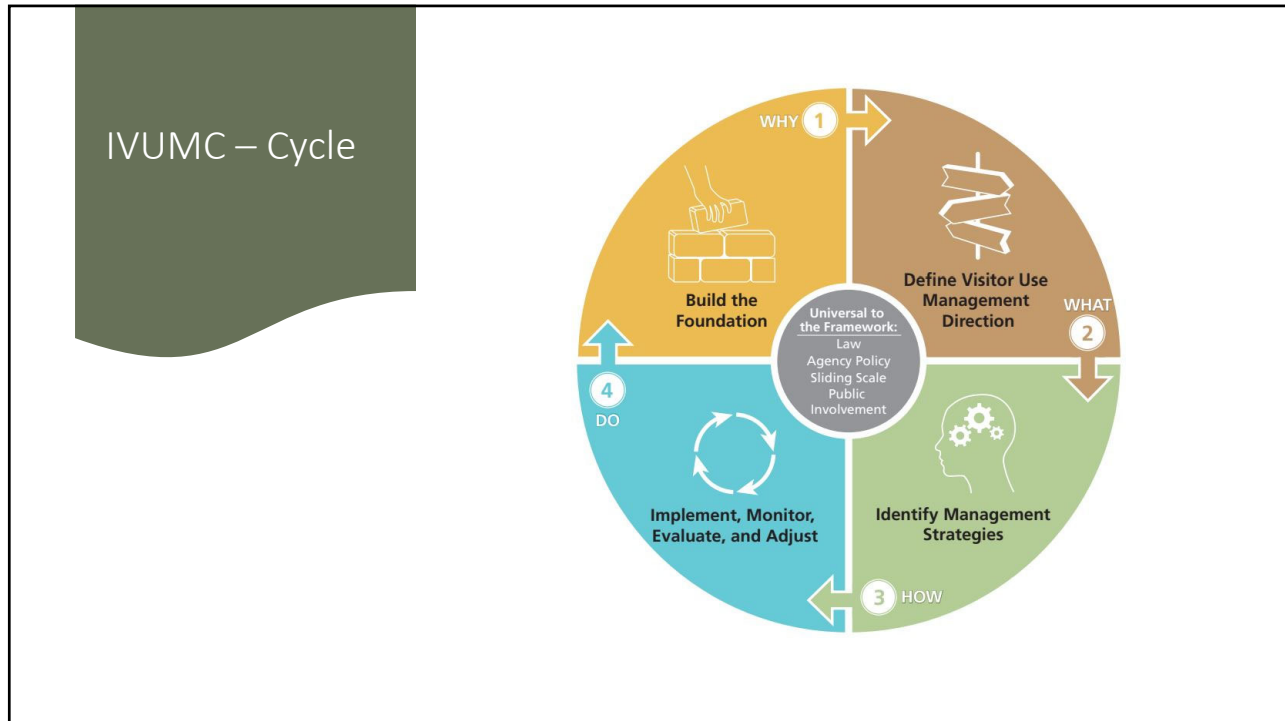 IVUMC – Cycle
WHY 1
Build the
Foundation
Define Visitor Use
Management
Direction
WHAT
2
Universal to
the Framework:
Law
Agency Policy
Sliding Scale
Public
Involvement
Identify Management
Strategies
3 HOW
Implement, Monitor,
Evaluate, and Adjust
4
DO